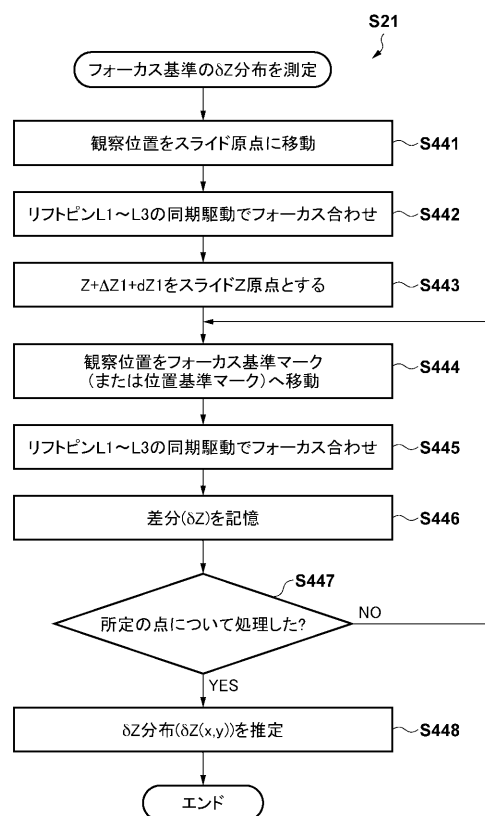 S21
フォーカス基準のδZ分布を測定
観察位置をスライド原点に移動
S441
リフトピンL1～L3の同期駆動でフォーカス合わせ
S442
Z+ΔZ1+dZ1をスライドZ原点とする
S443
観察位置をフォーカス基準マーク
(または位置基準マーク)へ移動
S444
リフトピンL1～L3の同期駆動でフォーカス合わせ
S445
差分(δZ)を記憶
S446
S447
所定の点について処理した?
NO
YES
δZ分布(δZ(x,y))を推定
S448
エンド